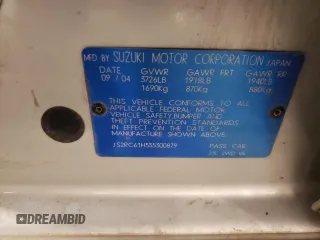 MFD BY SUZUKI MOTOR CORPORATION JAPAN
DATE GVWR GAWR FRT GAWR RR
09 / 04 3726LB 1918LB 1940LB
1690Kg 870Kg 880Kg
THIS VEHICLE CONFORMS TO ALL
APPLICABLE FEDERAL MOTOR
VEHICLE SAFETY,BUMPER AND
THEFT PREVENTION STANDARDS
IN EFFECT ON THE DATE OF
MANUFACTURE SHOWN ABOVE.
JS2RC61H555300879 PASS CAR
DREAMBID